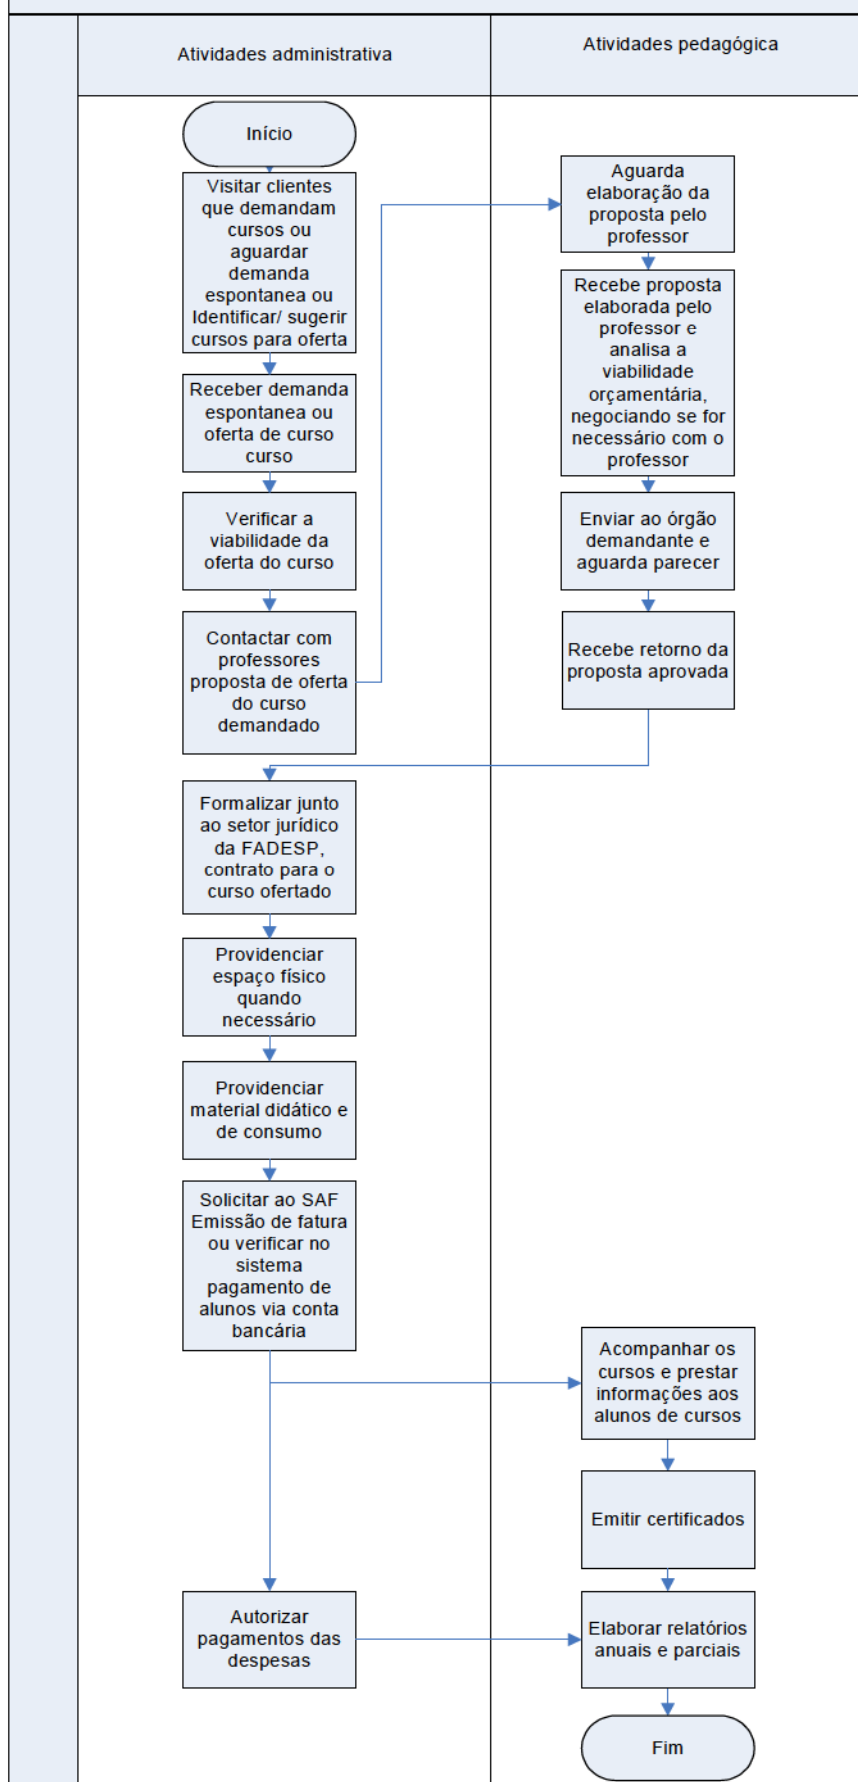 Atividades administrativa
Atividades pedagógica
Início
Visitar clientes
que demandam
cursos ou
aguardar
demanda
espontanea ou
Identificar/ sugerir
cursos para oferta
Receber demanda
espontanea ou
oferta de curso
curso
Verificar a
viabilidade da
oferta do curso
Contactar com
professores
proposta de oferta
do curso
demandado
Aguarda
elaboração da
proposta pelo
professor
Recebe proposta
elaborada pelo
professor e
analisa a
viabilidade
orçamentária,
negociando se for
necessário com o
professor
Enviar ao órgão
demandante e
aguarda parecer
Recebe retorno da
proposta aprovada
Formalizar junto
ao setor jurídico
da FADESP,
contrato para o
curso ofertado
Providenciar
espaço físico
quando
necessário
Providenciar
material didático e
de consumo
Solicitar ao SAF
Emissão de fatura
ou verificar no
sistema
pagamento de
alunos via conta
bancária
Acompanhar os
cursos e prestar
informações aos
alunos de cursos
Emitir certificados
Autorizar
pagamentos das
despesas
Elaborar relatórios
anuais e parciais
Fim